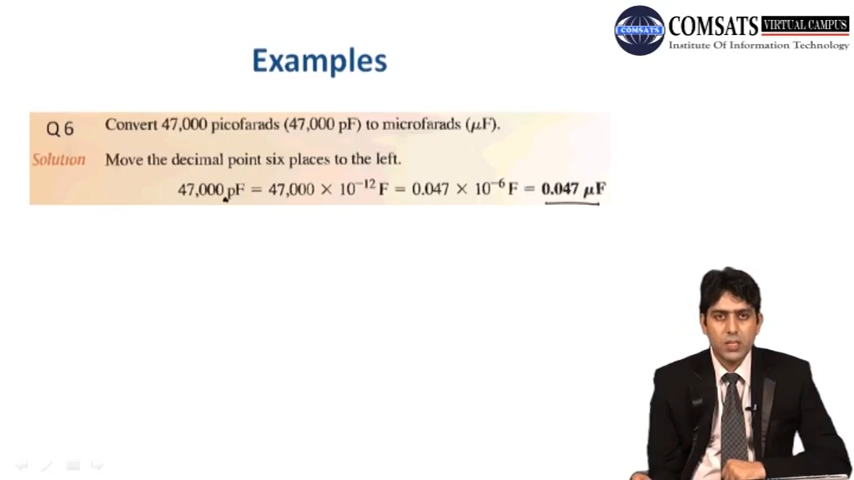 COMSATS VIRTUAL CAMPUS
COMSATS
Institute Of Information Technology
Examples
Q 6 Convert 47,000 picofarads (47,000 pF) to microfarads (μF).
Solution Move the decimal point six places to the left.
47,000 pF = 47,000 × 10⁻¹² F = 0.047 × 10⁻⁶ F = 0.047 μF